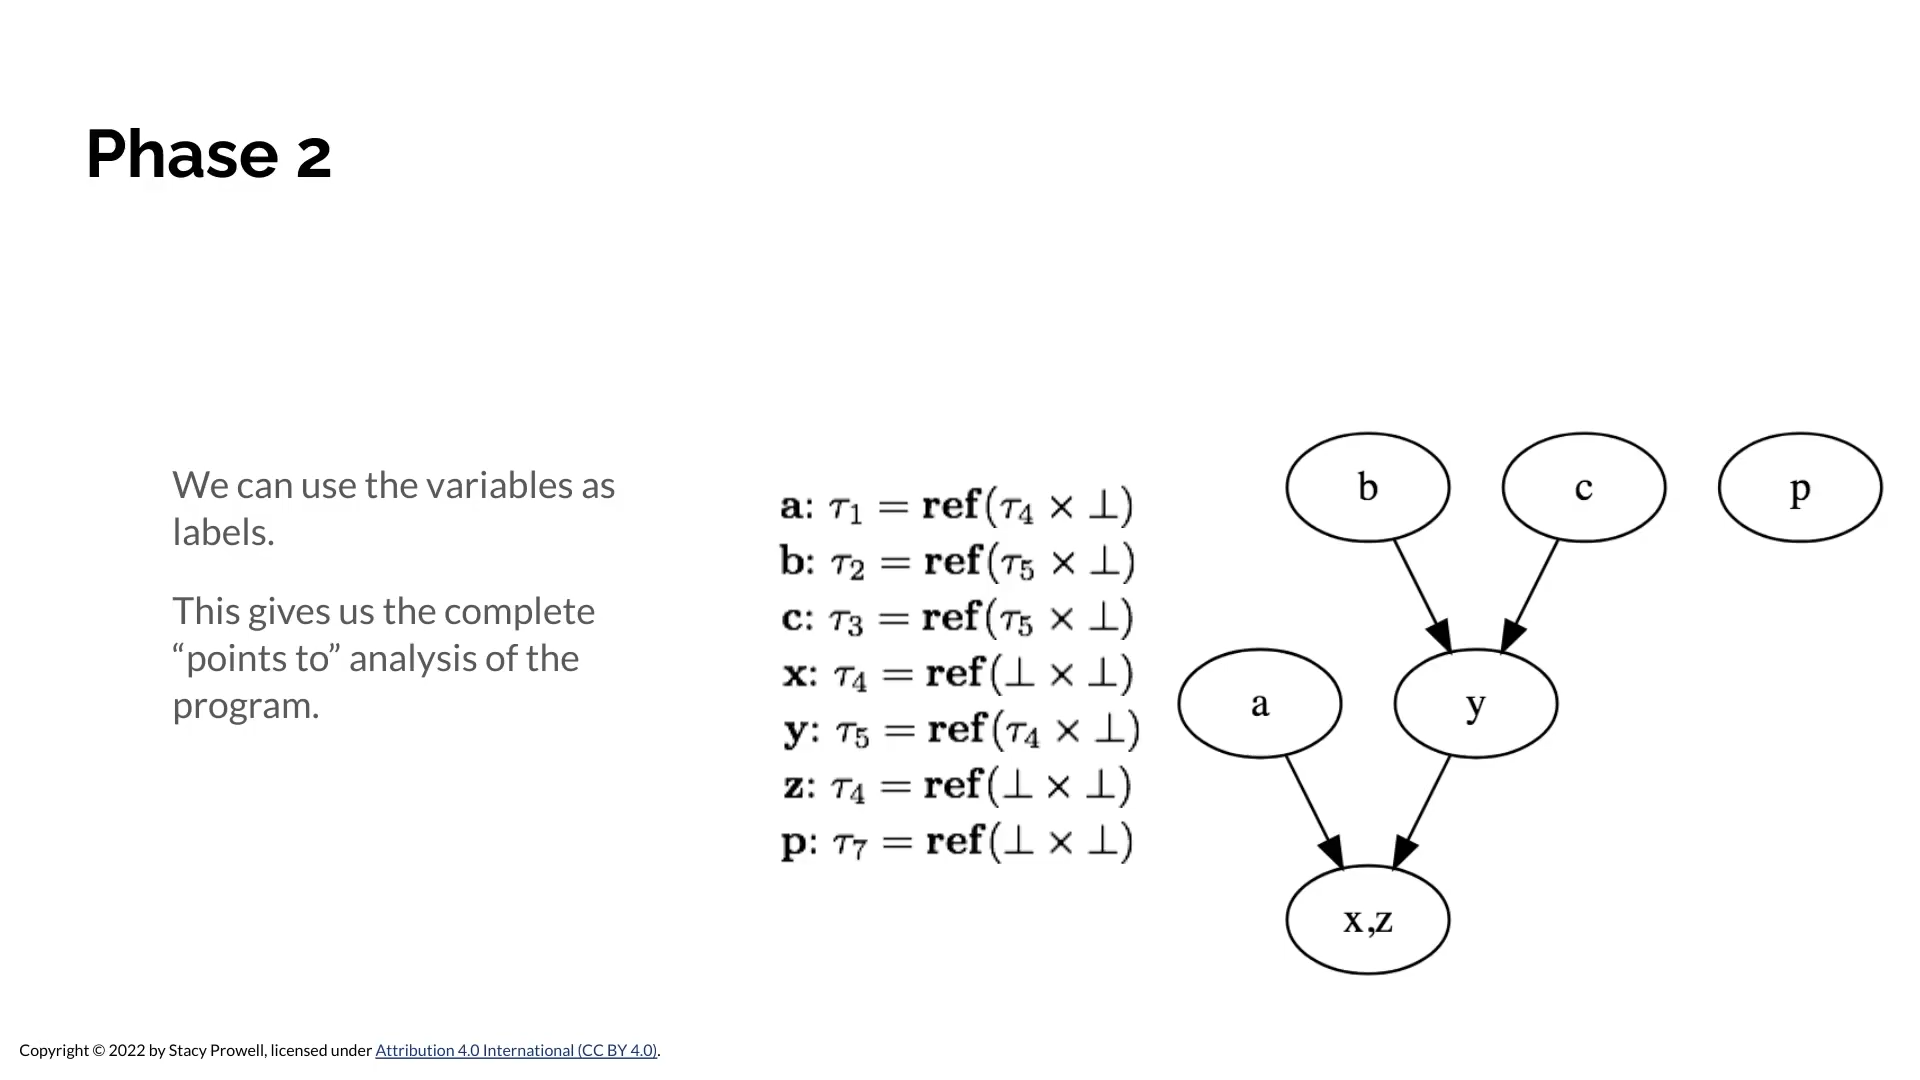 Phase 2
We can use the variables as
labels.
This gives us the complete
“points to” analysis of the
program.
a: τ₁ = ref(τ₄ × ⊥)
b: τ₂ = ref(τ₅ × ⊥)
c: τ₃ = ref(τ₅ × ⊥)
x: τ₄ = ref(⊥ × ⊥)
y: τ₅ = ref(τ₄ × ⊥)
z: τ₄ = ref(⊥ × ⊥)
p: τ₇ = ref(⊥ × ⊥)
b c p
a y
x,z
Copyright © 2022 by Stacy Prowell, licensed under Attribution 4.0 International (CC BY 4.0).